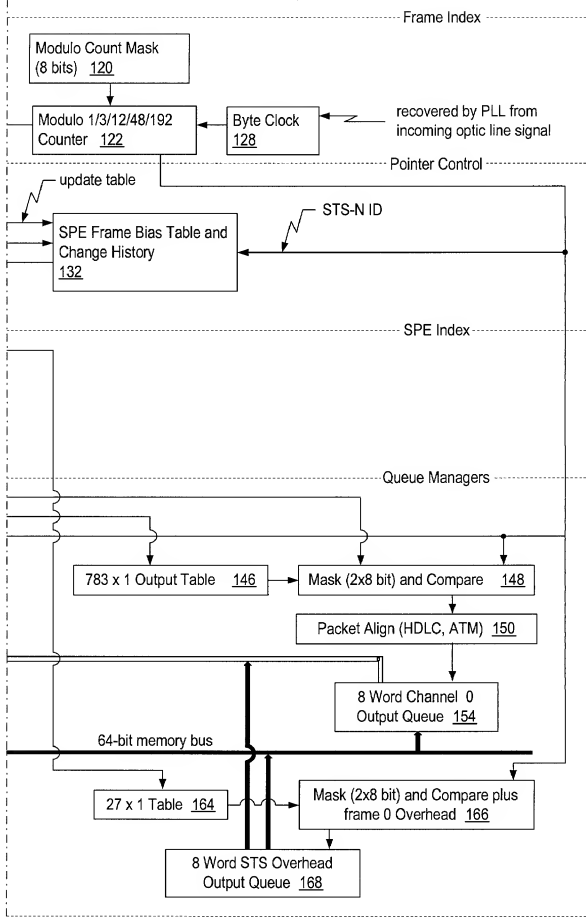 Frame Index
Modulo Count Mask
(8 bits) 120
Modulo 1/3/12/48/192
Counter 122
Byte Clock
128
recovered by PLL from
incoming optic line signal
Pointer Control
update table
STS-N ID
SPE Frame Bias Table and
Change History
132
SPE Index
Queue Managers
783 x 1 Output Table 146
Mask (2x8 bit) and Compare 148
Packet Align (HDLC, ATM) 150
8 Word Channel 0
Output Queue 154
64-bit memory bus
27 x 1 Table 164
Mask (2x8 bit) and Compare plus
frame 0 Overhead 166
8 Word STS Overhead
Output Queue 168